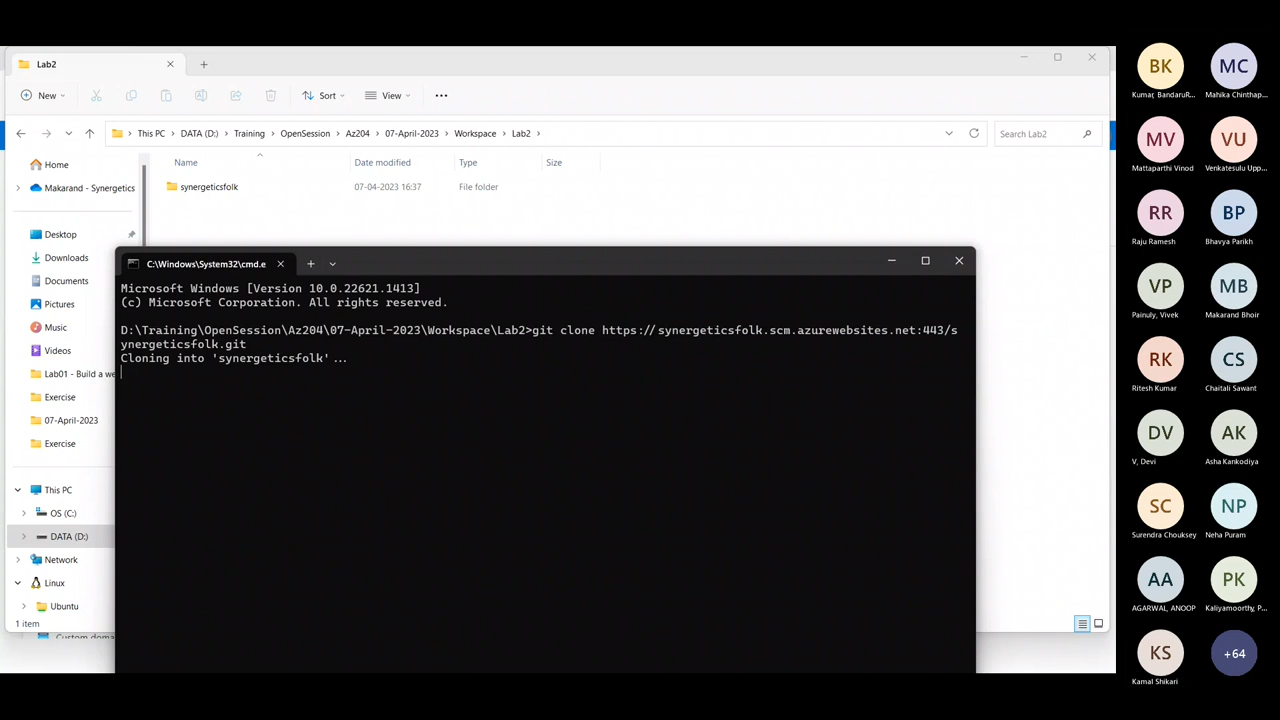 Lab2
New
Sort
View
This PC
DATA (D:)
Training
OpenSession
Az204
07-April-2023
Workspace
Lab2
Search Lab2
Name
Date modified
Type
Size
synergeticsfolk
07-04-2023 16:37
File folder
Home
Makarand - Synergetics
Desktop
Downloads
Documents
Pictures
Music
Videos
Lab01 - Build a we
Exercise
07-April-2023
Exercise
This PC
OS (C:)
DATA (D:)
Network
Linux
Ubuntu
1 item
Custom doma
C:\Windows\System32\cmd.e
Microsoft Windows [Version 10.0.22621.1413]
(c) Microsoft Corporation. All rights reserved.
D:\Training\OpenSession\Az204\07-April-2023\Workspace\Lab2>git clone https://synergeticsfolk.scm.azurewebsites.net:443/s
ynergeticsfolk.git
Cloning into 'synergeticsfolk'...
BK
MC
Kumar, BandaruR...
Mahika Chinthap...
MV
VU
Mattaparthi Vinod
Venkatesulu Upp...
RR
BP
Raju Ramesh
Bhavya Parikh
VP
MB
Painuly, Vivek
Makarand Bhoir
RK
CS
Ritesh Kumar
Chaitali Sawant
DV
AK
V, Devi
Asha Kankodiya
SC
NP
Surendra Chouksey
Neha Puram
AA
PK
AGARWAL, ANOOP
Kaliyamoorthy, P...
KS
+64
Kamal Shikari